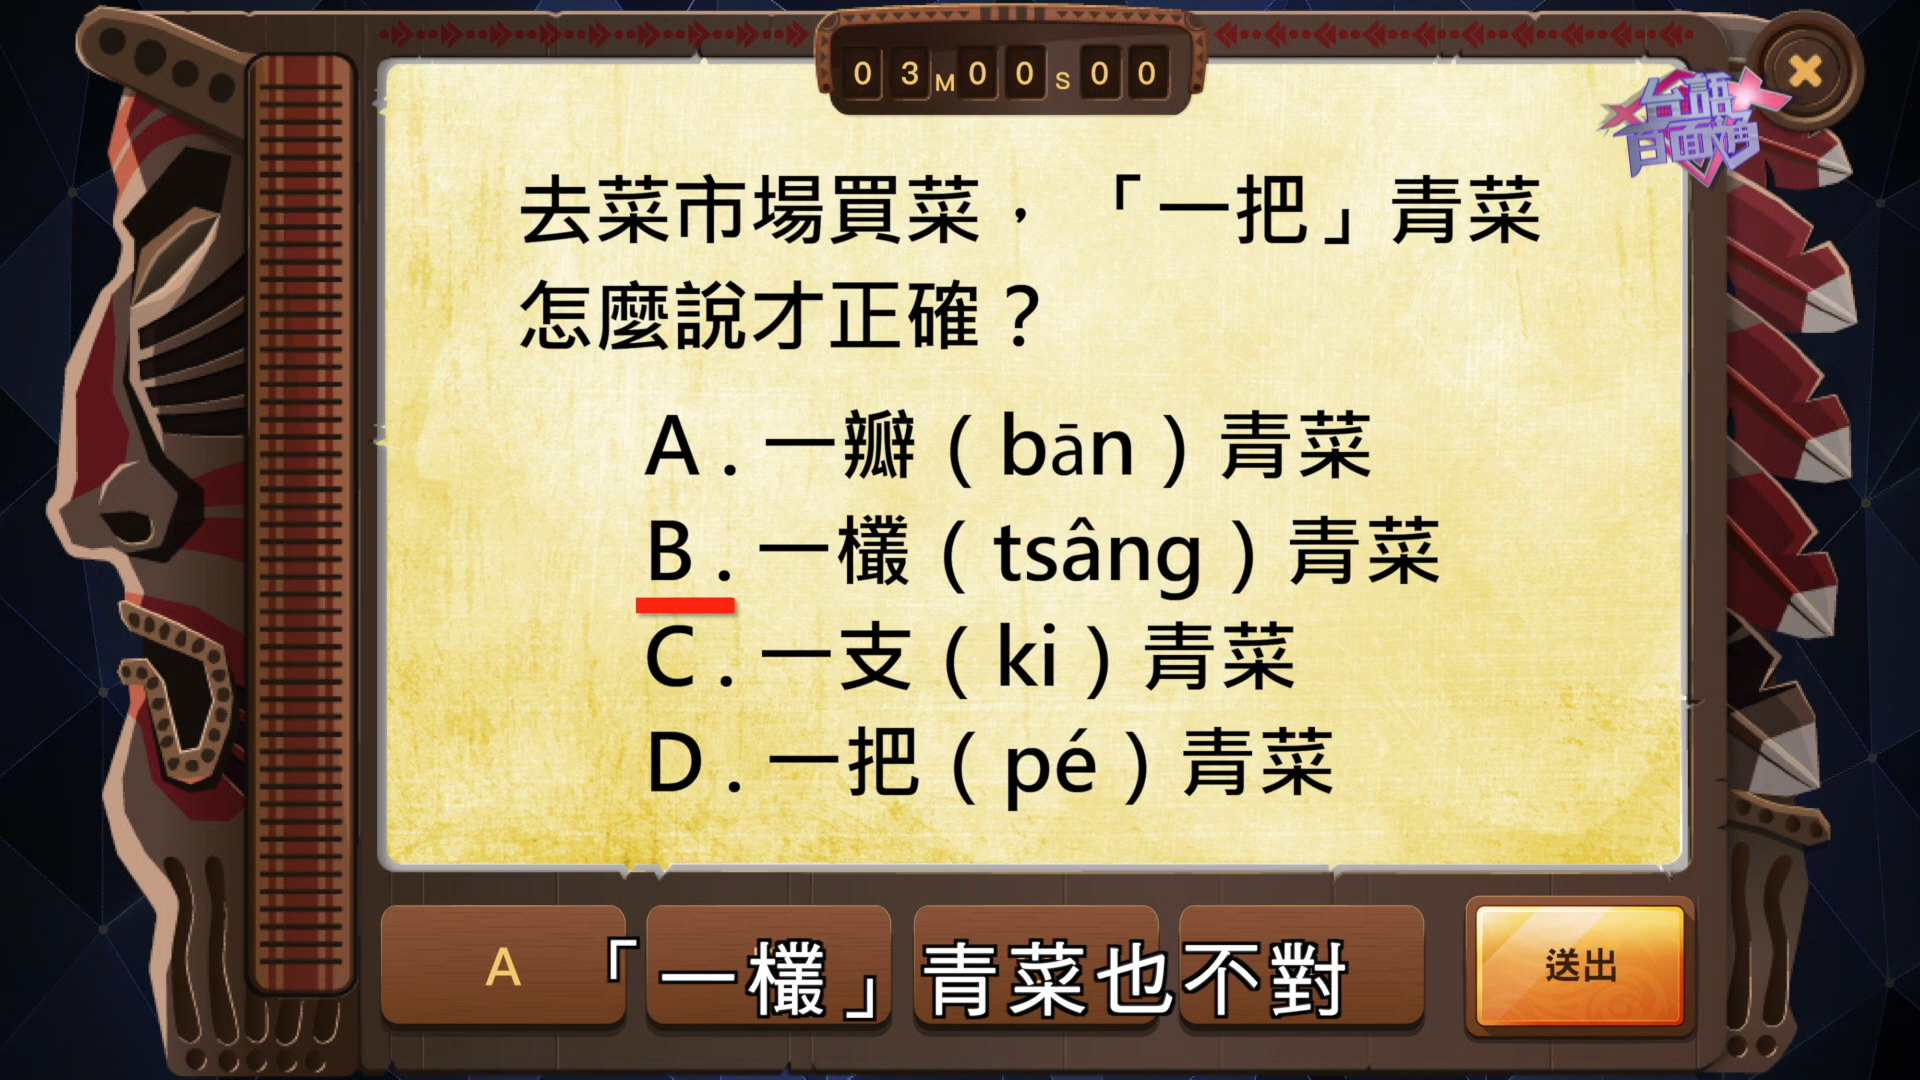 03M00S00
台語
百面鴞
去菜市場買菜，「一把」青菜
怎麼說才正確？
A．一瓣（bān）青菜
B．一欉（tsâng）青菜
C．一支（ki）青菜
D．一把（pé）青菜
A
送出
「一欉」青菜也不對